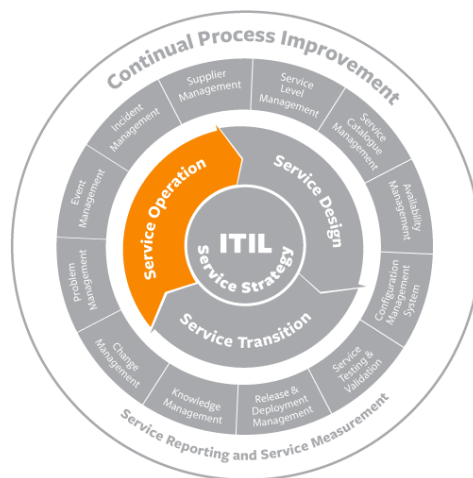 Continual Process Improvement
Supplier
Management
Service
Level
Management
Service
Catalogue
Management
Availability
Management
Configuration
Management
System
Service
Testing &
Validation
Release &
Deployment
Management
Knowledge
Management
Change
Management
Problem
Management
Event
Management
Incident
Management
Service Operation
Service Design
Service Transition
ITIL
Service Strategy
Service Reporting and Service Measurement